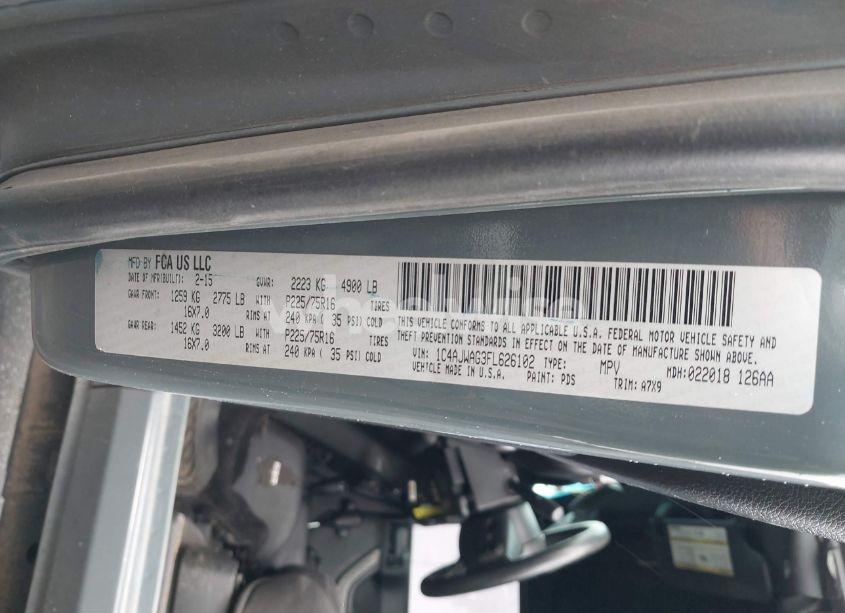 MFD BY FCA US LLC
DATE OF MFR(BUILT): 2-15 GVWR: 2223 KG 4900 LB
GAWR FRONT: 1259 KG 2775 LB WITH P225/75R16 TIRES
16X7.0 RIMS AT 240 KPA ( 35 PSI) COLD
GAWR REAR: 1452 KG 3200 LB WITH P225/75R16 TIRES
16X7.0 RIMS AT 240 KPA ( 35 PSI) COLD
THIS VEHICLE CONFORMS TO ALL APPLICABLE U.S.A. FEDERAL MOTOR VEHICLE SAFETY AND
THEFT PREVENTION STANDARDS IN EFFECT ON THE DATE OF MANUFACTURE SHOWN ABOVE.
VIN: 1C4AJWAG3FL626102 TYPE: MPV MDH: 022018 126AA
VEHICLE MADE IN U.S.A. PAINT: PDS TRIM: A7X9